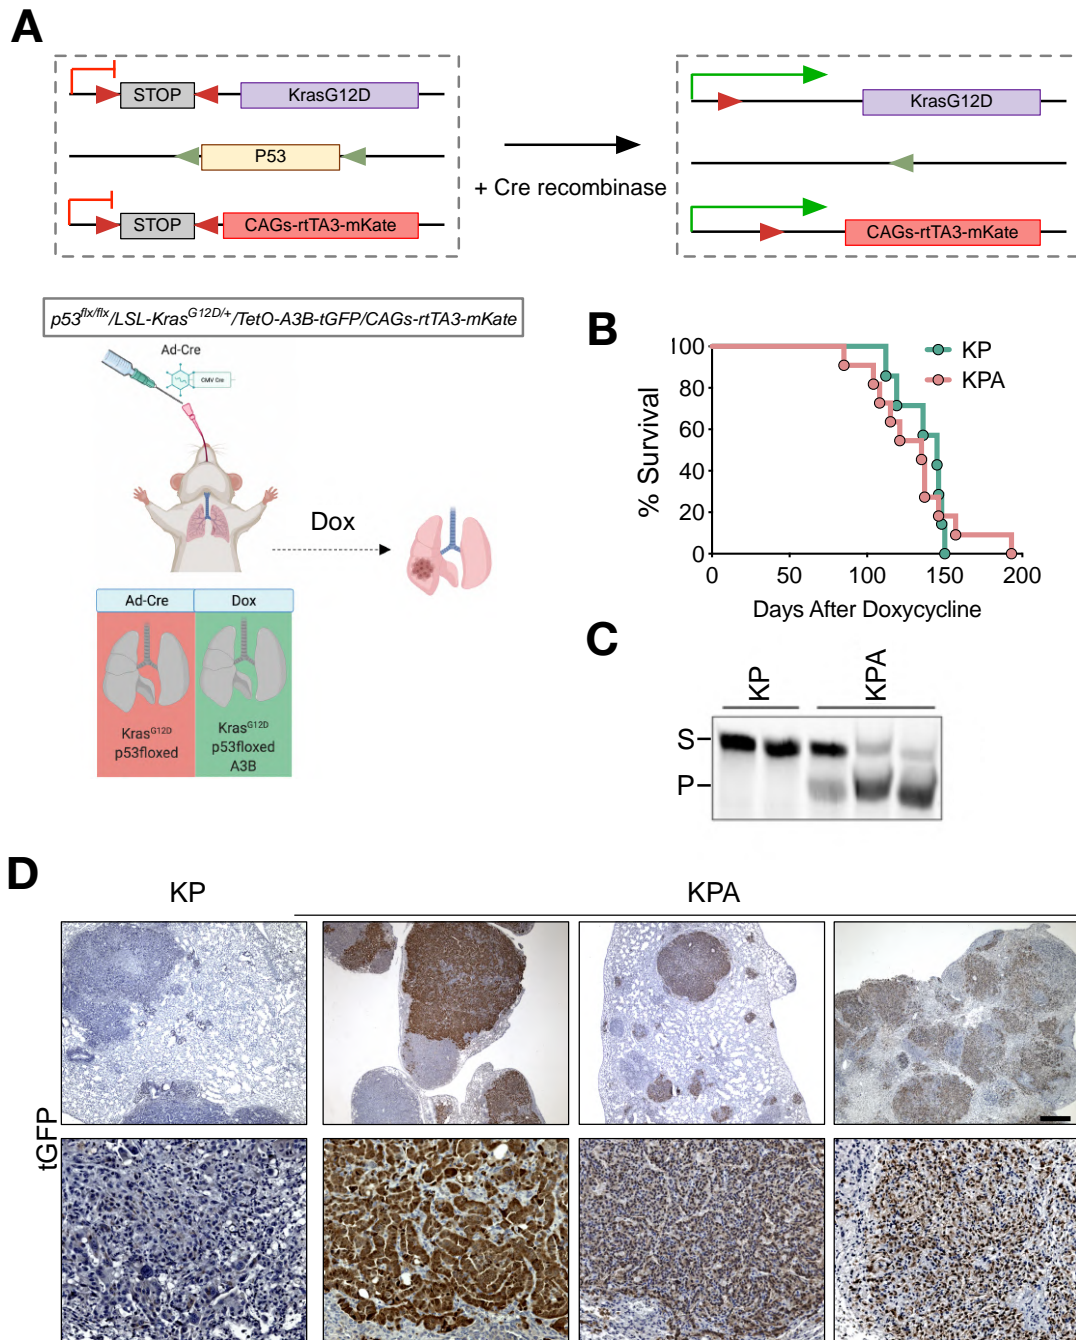 A
STOP
KrasG12D
KrasG12D
P53
+ Cre recombinase
STOP
CAGs-rtTA3-mKate
CAGs-rtTA3-mKate
p53flx/flx/LSL-KrasG12D/+/TetO-A3B-tGFP/CAGs-rtTA3-mKate
Ad-Cre
CMV Cre
Dox
Ad-Cre
Dox
KrasG12D
p53floxed
KrasG12D
p53floxed
A3B
B
100
80
60
40
20
0
% Survival
KP
KPA
0
50
100
150
200
Days After Doxycycline
C
KP
KPA
S
P
D
KP
KPA
tGFP